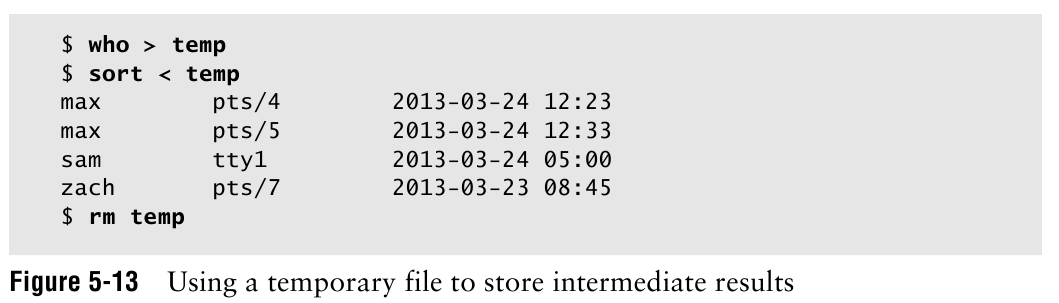 $ who > temp
$ sort < temp
max pts/4 2013-03-24 12:23
max pts/5 2013-03-24 12:33
sam tty1 2013-03-24 05:00
zach pts/7 2013-03-23 08:45
$ rm temp
Figure 5-13 Using a temporary file to store intermediate results